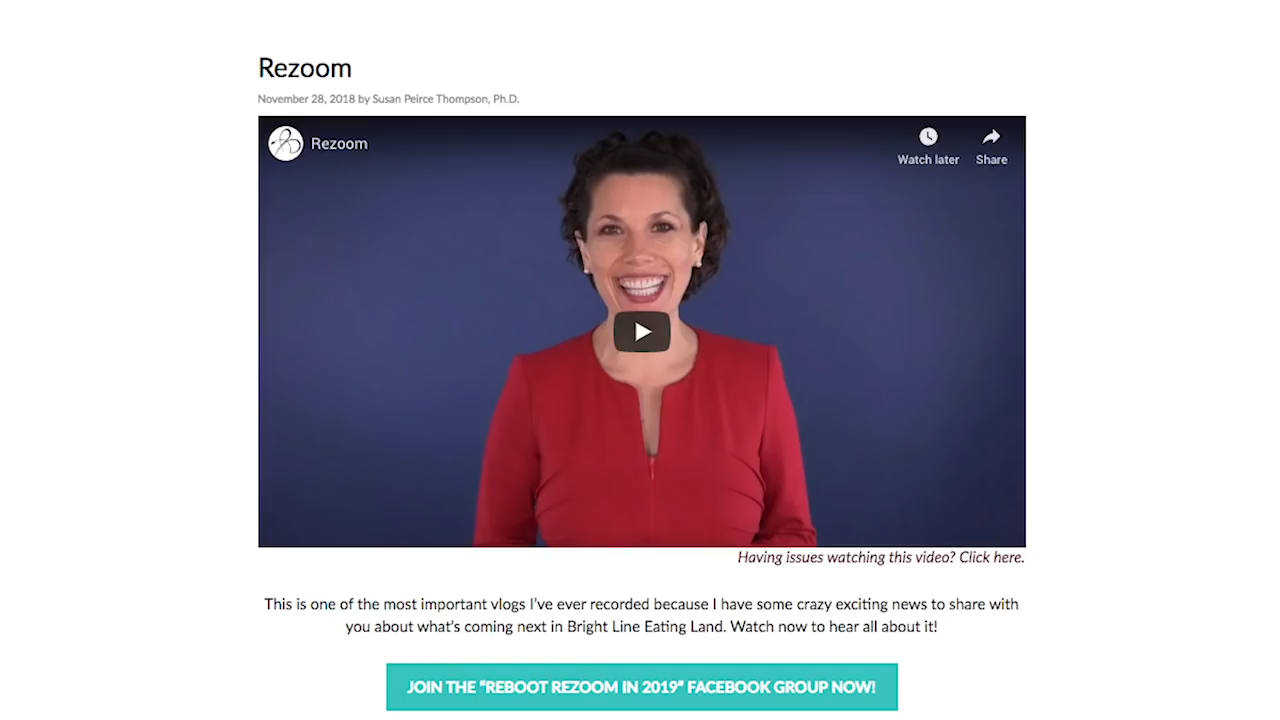 Rezoom
November 28, 2018 by Susan Peirce Thompson, Ph.D.
Rezoom
Watch later
Share
Having issues watching this video? Click here.
This is one of the most important vlogs I've ever recorded because I have some crazy exciting news to share with
you about what's coming next in Bright Line Eating Land. Watch now to hear all about it!
JOIN THE "REBOOT REZOOM IN 2019" FACEBOOK GROUP NOW!